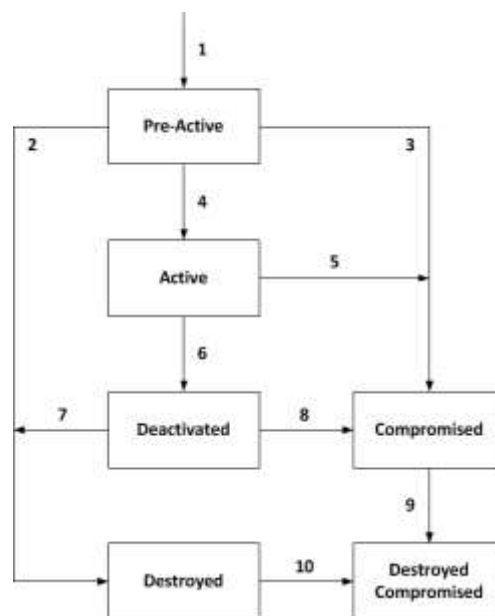 1
Pre-Active
2
3
4
Active
5
6
Deactivated
7
8
Compromised
9
Destroyed
10
Destroyed
Compromised